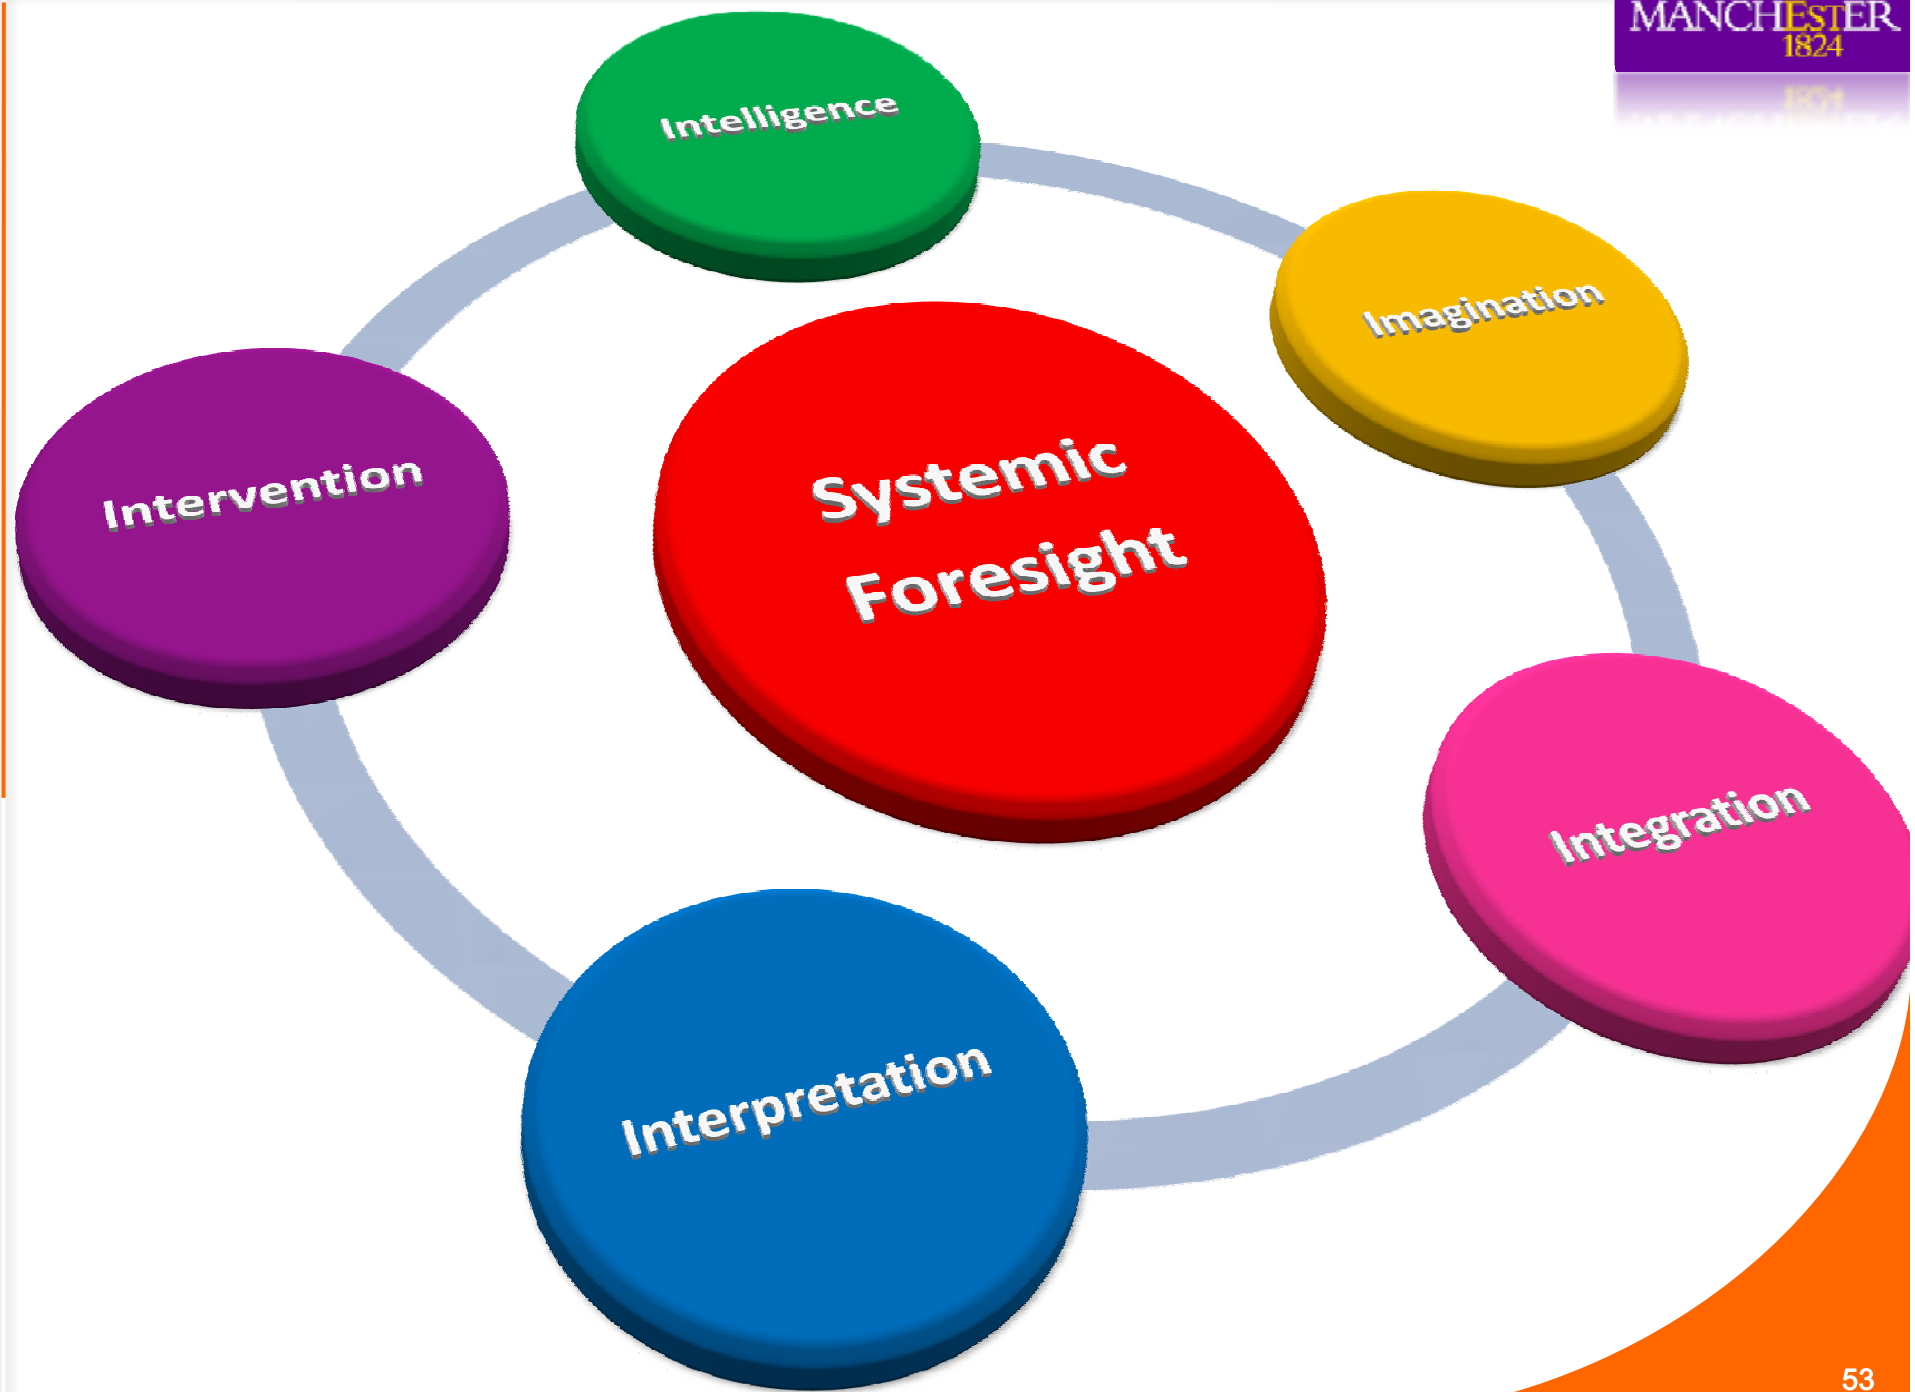 MANCHESTER
1824
Intelligence
Imagination
Systemic
Foresight
Intervention
Integration
Interpretation
53